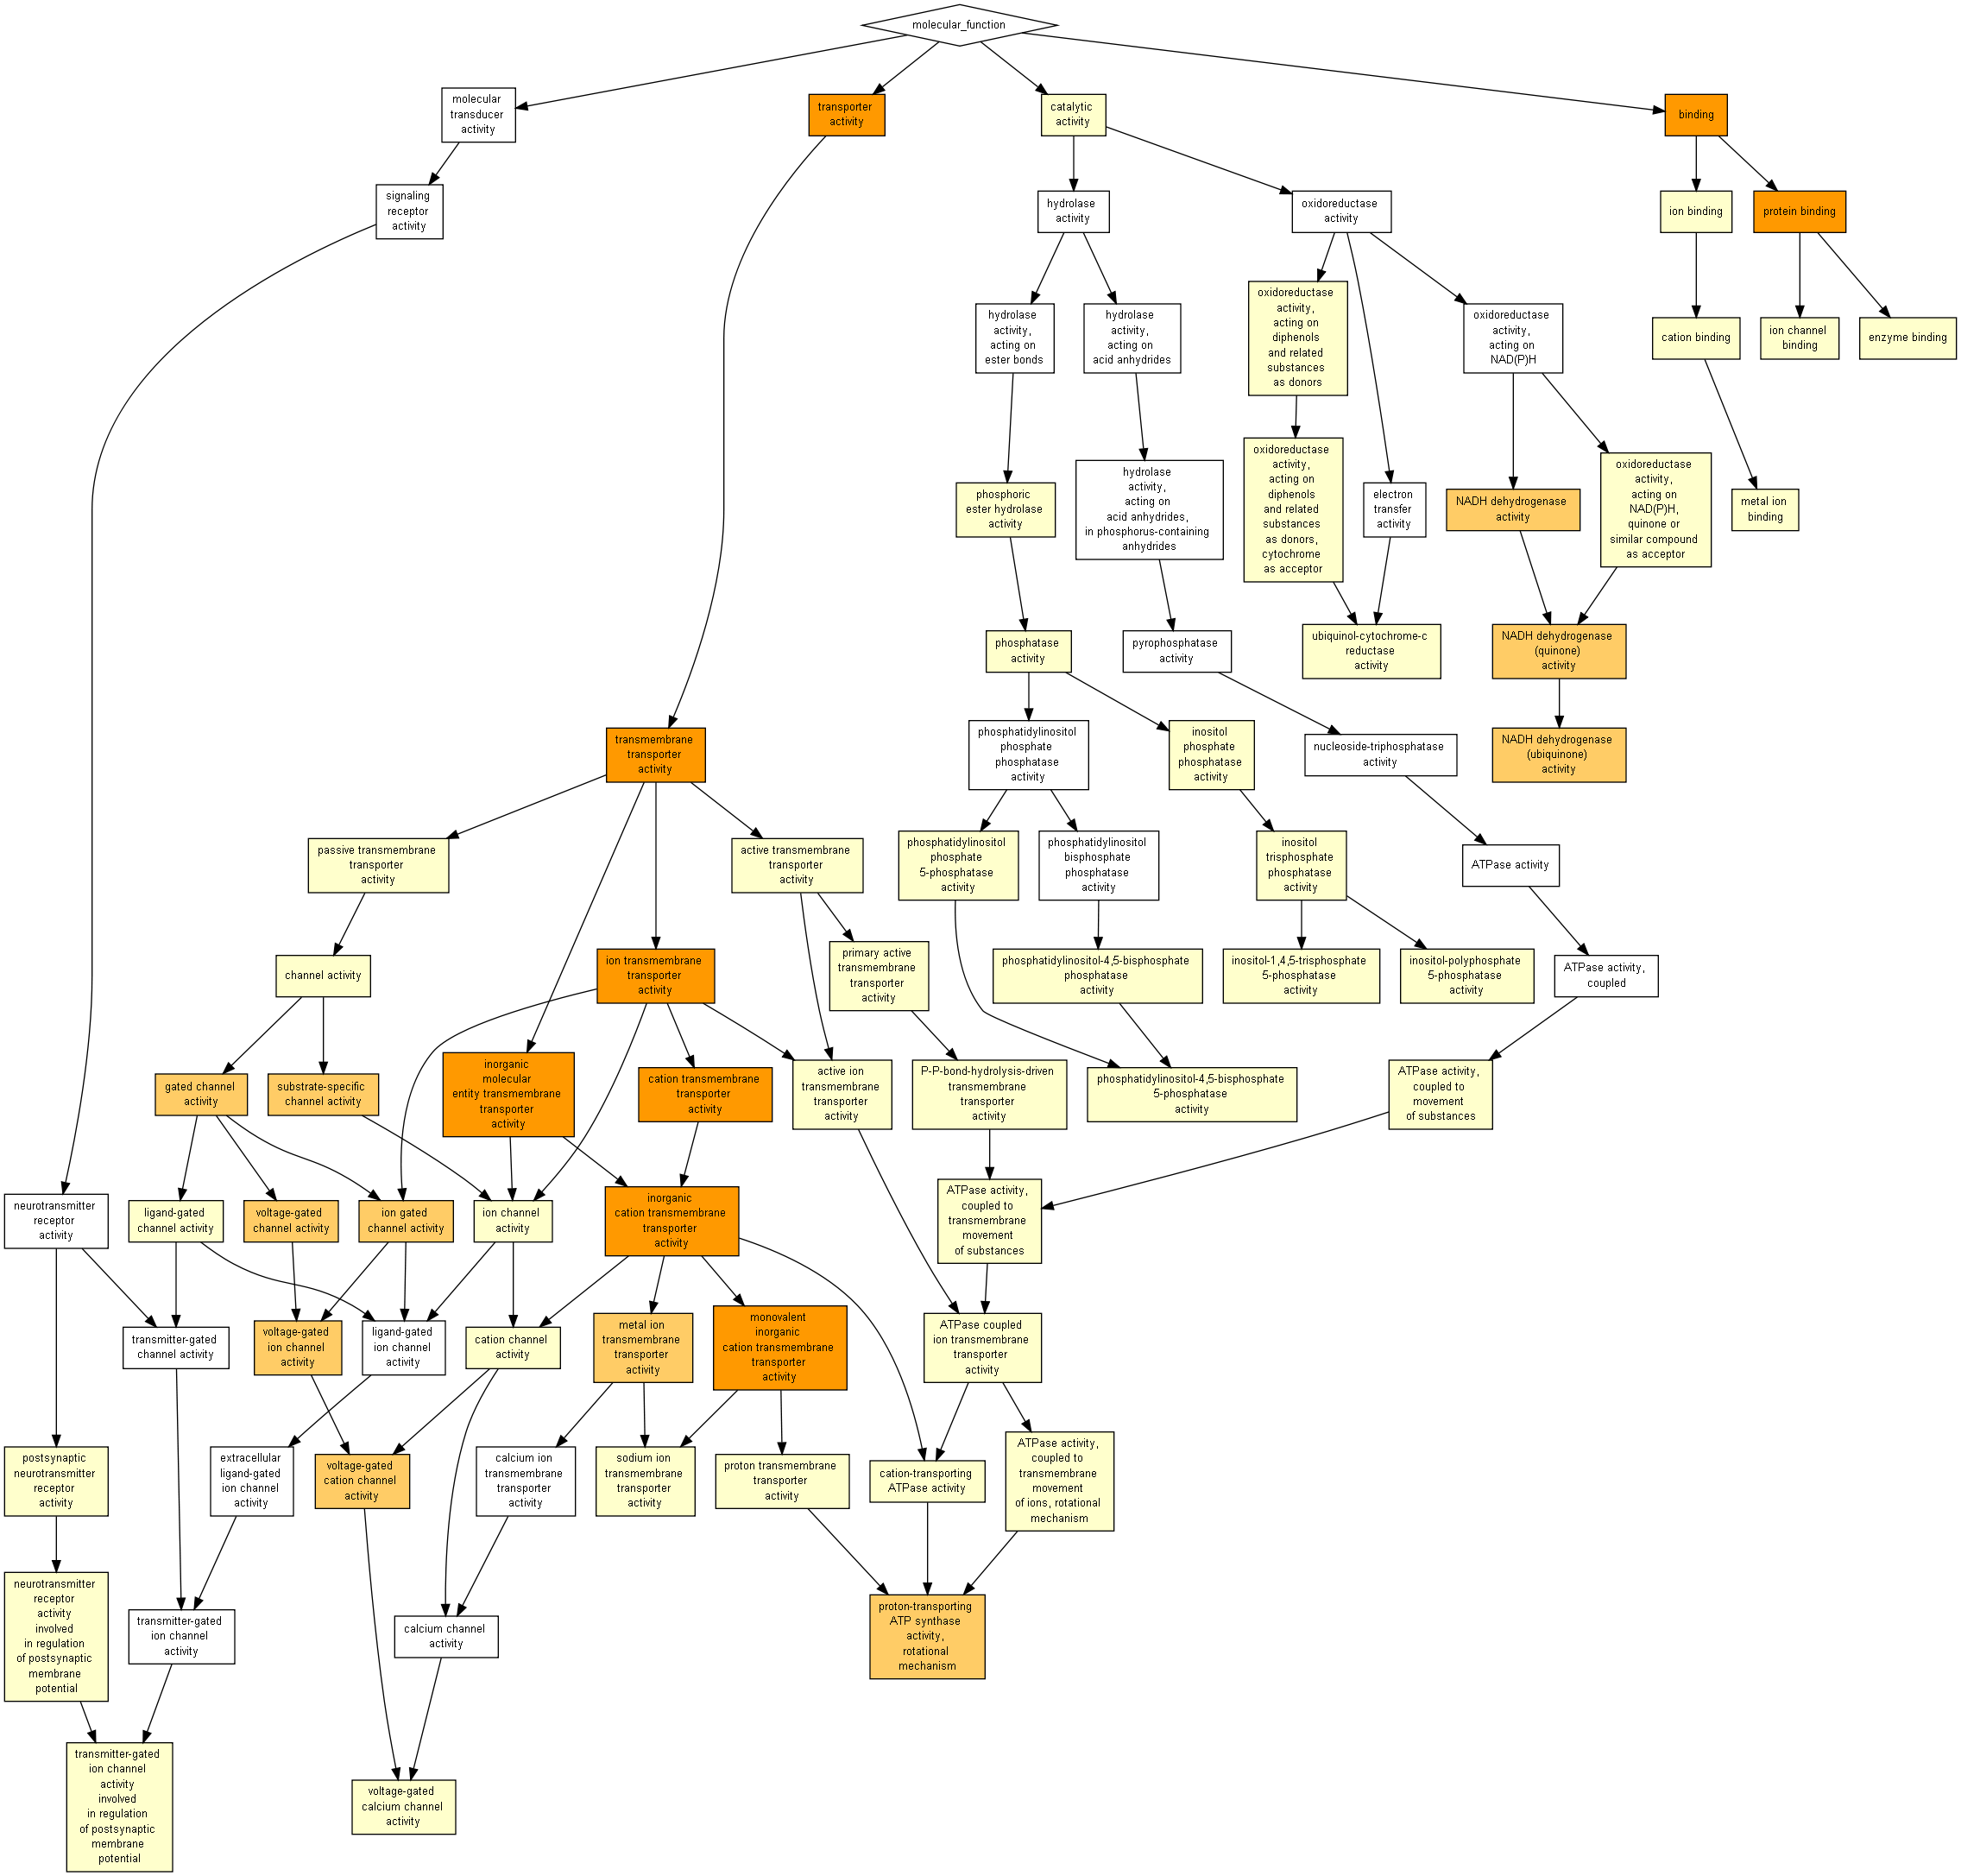 molecular_function
molecular
transducer
activity
transporter
activity
catalytic
activity
binding
signaling
receptor
activity
hydrolase
activity
oxidoreductase
activity
ion binding
protein binding
hydrolase
activity,
acting on
ester bonds
hydrolase
activity,
acting on
acid anhydrides
oxidoreductase
activity,
acting on
diphenols
and related
substances
as donors
oxidoreductase
activity,
acting on
NAD(P)H
cation binding
ion channel
binding
enzyme binding
phosphoric
ester hydrolase
activity
hydrolase
activity,
acting on
acid anhydrides,
in phosphorus-containing
anhydrides
oxidoreductase
activity,
acting on
diphenols
and related
substances
as donors,
cytochrome
as acceptor
electron
transfer
activity
NADH dehydrogenase
activity
oxidoreductase
activity,
acting on
NAD(P)H,
quinone or
similar compound
as acceptor
metal ion
binding
phosphatase
activity
pyrophosphatase
activity
ubiquinol-cytochrome-c
reductase
activity
NADH dehydrogenase
(quinone)
activity
transmembrane
transporter
activity
phosphatidylinositol
phosphate
phosphatase
activity
inositol
phosphate
phosphatase
activity
nucleoside-triphosphatase
activity
NADH dehydrogenase
(ubiquinone)
activity
passive transmembrane
transporter
activity
active transmembrane
transporter
activity
phosphatidylinositol
phosphate
5-phosphatase
activity
phosphatidylinositol
bisphosphate
phosphatase
activity
inositol
trisphosphate
phosphatase
activity
ATPase activity
channel activity
ion transmembrane
transporter
activity
primary active
transmembrane
transporter
activity
phosphatidylinositol-4,5-bisphosphate
phosphatase
activity
inositol-1,4,5-trisphosphate
5-phosphatase
activity
inositol-polyphosphate
5-phosphatase
activity
ATPase activity,
coupled
gated channel
activity
substrate-specific
channel activity
inorganic
molecular
entity transmembrane
transporter
activity
cation transmembrane
transporter
activity
active ion
transmembrane
transporter
activity
P-P-bond-hydrolysis-driven
transmembrane
transporter
activity
phosphatidylinositol-4,5-bisphosphate
5-phosphatase
activity
ATPase activity,
coupled to
movement
of substances
neurotransmitter
receptor
activity
ligand-gated
channel activity
voltage-gated
channel activity
ion gated
channel activity
ion channel
activity
inorganic
cation transmembrane
transporter
activity
ATPase activity,
coupled to
transmembrane
movement
of substances
transmitter-gated
channel activity
voltage-gated
ion channel
activity
ligand-gated
ion channel
activity
cation channel
activity
metal ion
transmembrane
transporter
activity
monovalent
inorganic
cation transmembrane
transporter
activity
ATPase coupled
ion transmembrane
transporter
activity
postsynaptic
neurotransmitter
receptor
activity
extracellular
ligand-gated
ion channel
activity
voltage-gated
cation channel
activity
calcium ion
transmembrane
transporter
activity
sodium ion
transmembrane
transporter
activity
proton transmembrane
transporter
activity
cation-transporting
ATPase activity
ATPase activity,
coupled to
transmembrane
movement
of ions, rotational
mechanism
neurotransmitter
receptor
activity
involved
in regulation
of postsynaptic
membrane
potential
transmitter-gated
ion channel
activity
calcium channel
activity
proton-transporting
ATP synthase
activity,
rotational
mechanism
transmitter-gated
ion channel
activity
involved
in regulation
of postsynaptic
membrane
potential
voltage-gated
calcium channel
activity